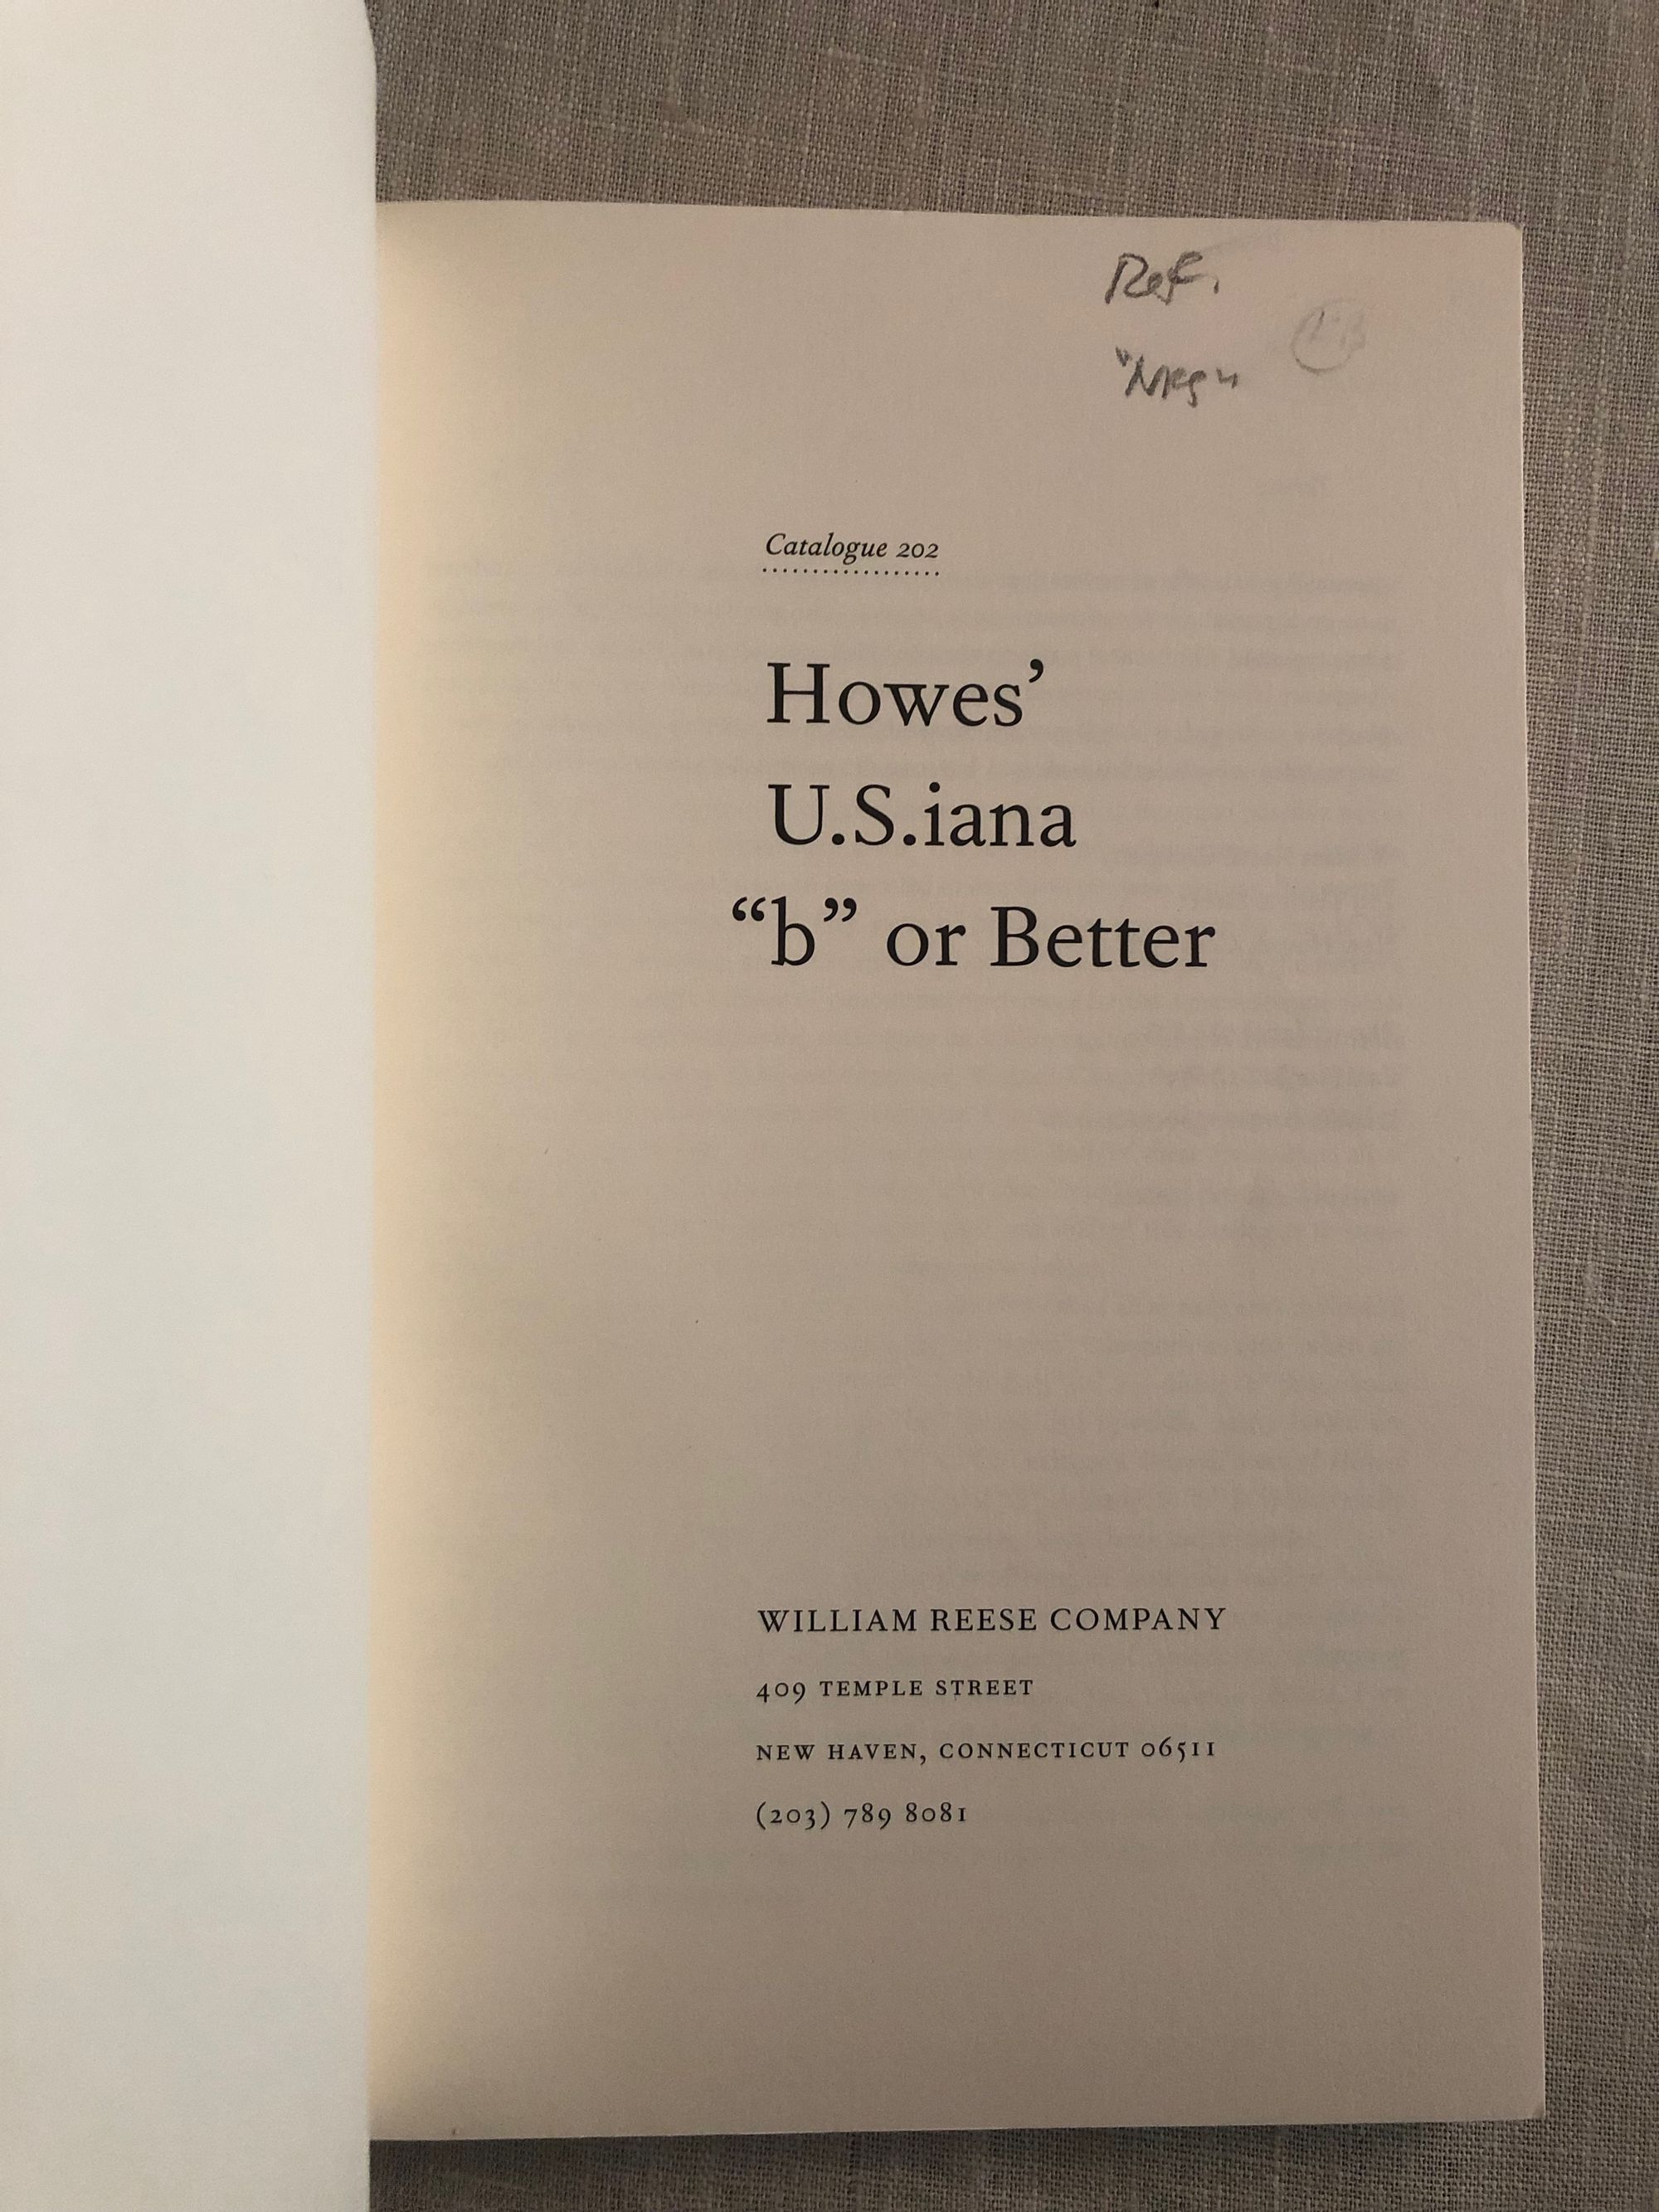 Ref.
Catalogue 202
Howes’
U.S.iana
“b” or Better
WILLIAM REESE COMPANY
409 TEMPLE STREET
NEW HAVEN, CONNECTICUT 06511
(203) 789 8081